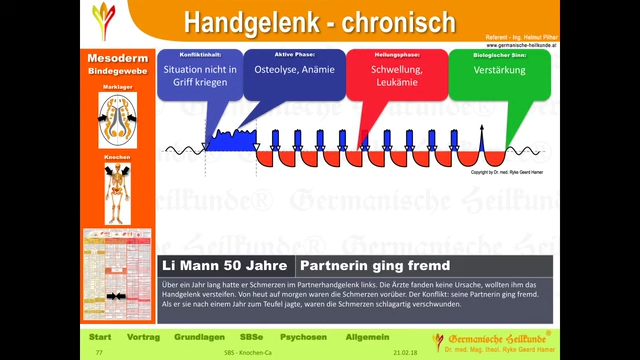 Handgelenk - chronisch
Referent - Ing. Helmut Pilhar
www.germanische-heilkunde.at
Mesoderm
Bindegewebe
Marklager
Knochen
Konfliktinhalt:
Situation nicht in
Griff kriegen
Aktive Phase:
Osteolyse, Anämie
Heilungsphase:
Schwellung,
Leukämie
Biologischer Sinn:
Verstärkung
Copyright by Dr. med. Ryke Geerd Hamer
Heilkunde® Germanische Heilkunde
Li Mann 50 Jahre
Partnerin ging fremd
Über ein Jahr lang hatte er Schmerzen im Partnerhandgelenk links. Die Ärzte fanden keine Ursache, wollten ihm das
Handgelenk versteifen. Von heut auf morgen waren die Schmerzen vorüber. Der Konflikt: seine Partnerin ging fremd.
Als er sie nach einem Jahr zum Teufel jagte, waren die Schmerzen schlagartig verschwunden.
Start Vortrag Grundlagen SBSe Psychosen Allgemein
Germanische Heilkunde®
Dr. med. Mag. theol. Ryke Geerd Hamer
77 SBS - Knochen-Ca 21.02.18